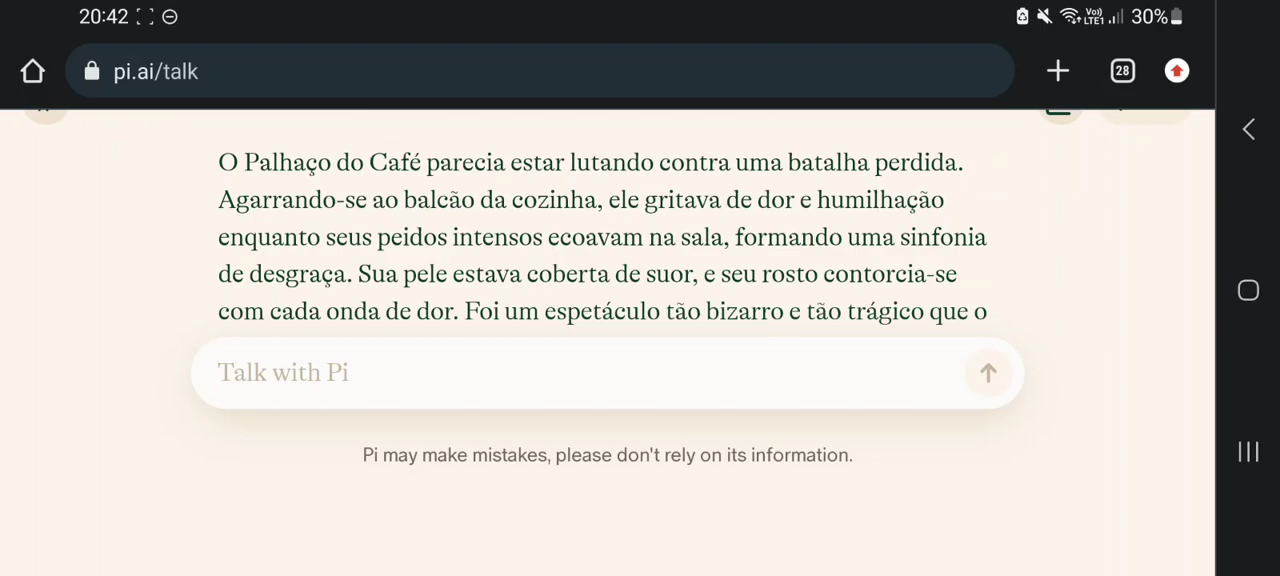 20:42
Vo))
LTE1
30%
pi.ai/talk
28
O Palhaço do Café parecia estar lutando contra uma batalha perdida.
Agarrando-se ao balcão da cozinha, ele gritava de dor e humilhação
enquanto seus peidos intensos ecoavam na sala, formando uma sinfonia
de desgraça. Sua pele estava coberta de suor, e seu rosto contorcia-se
com cada onda de dor. Foi um espetáculo tão bizarro e tão trágico que o
Talk with Pi
Pi may make mistakes, please don't rely on its information.